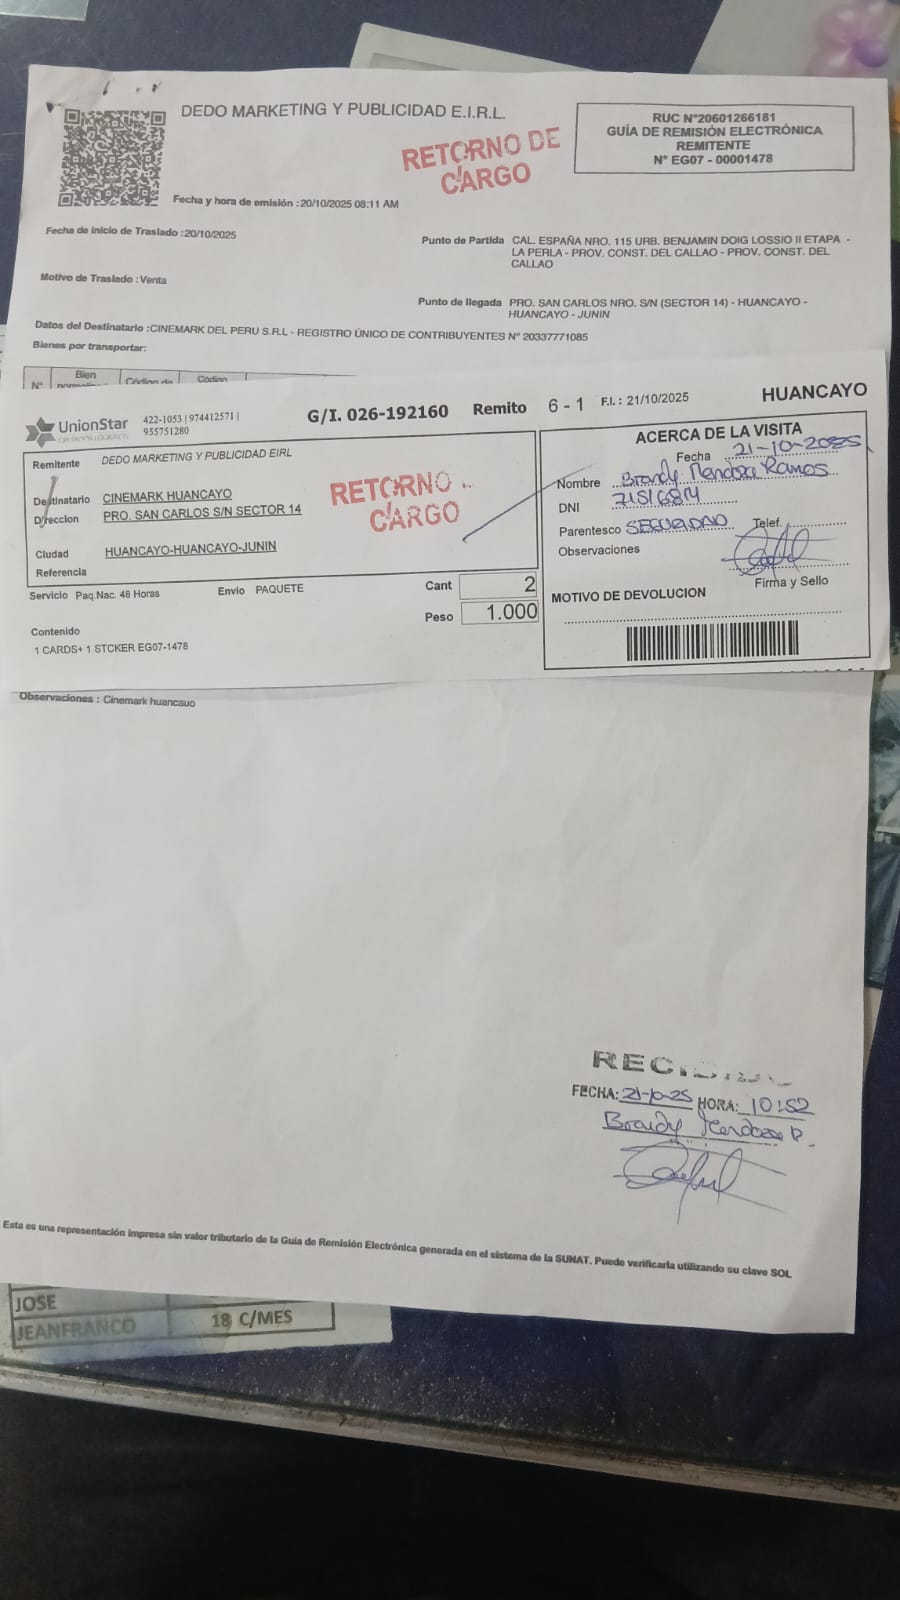 DEDO MARKETING Y PUBLICIDAD E.I.R.L.
RUC N°20601266181
GUÍA DE REMISIÓN ELECTRÓNICA
REMITENTE
N° EG07 - 00001478
RETORNO DE
CARGO
Fecha y hora de emisión :20/10/2025 08:11 AM
Fecha de inicio de Traslado :20/10/2025
Punto de Partida CAL. ESPAÑA NRO. 115 URB. BENJAMIN DOIG LOSSIO II ETAPA -
LA PERLA - PROV. CONST. DEL CALLAO - PROV. CONST. DEL
CALLAO
Motivo de Traslado : Venta
Punto de llegada PRO. SAN CARLOS NRO. S/N (SECTOR 14) - HUANCAYO -
HUANCAYO - JUNIN
Datos del Destinatario :CINEMARK DEL PERU S.R.L - REGISTRO ÚNICO DE CONTRIBUYENTES N° 20337771085
Bienes por transportar:
N° Bien Código de Código
UnionStar
422-1053 | 974412571 |
955751280
G/I. 026-192160 Remito 6 - 1 F.I.: 21/10/2025 HUANCAYO
Remitente DEDO MARKETING Y PUBLICIDAD EIRL
Destinatario CINEMARK HUANCAYO
Direccion PRO. SAN CARLOS S/N SECTOR 14
Ciudad HUANCAYO-HUANCAYO-JUNIN
Referencia
RETORNO
CARGO
Servicio Paq.Nac. 48 Horas Envio PAQUETE Cant 2
Peso 1.000
Contenido
1 CARDS+ 1 STCKER EG07-1478
ACERCA DE LA VISITA
Fecha 21-10-2025
Nombre Brandy Mendoza Ramos
DNI
Parentesco SEGURIDAD Telef.
Observaciones
Firma y Sello
MOTIVO DE DEVOLUCION
Observaciones : Cinemark huancauo
FECHA: 21-10-25 HORA: 10:52
Brandy Mendoza R.
Esta es una representación impresa sin valor tributario de la Guía de Remisión Electrónica generada en el sistema de la SUNAT. Puede verificarla utilizando su clave SOL
JOSE
JEANFRANCO 18 C/MES